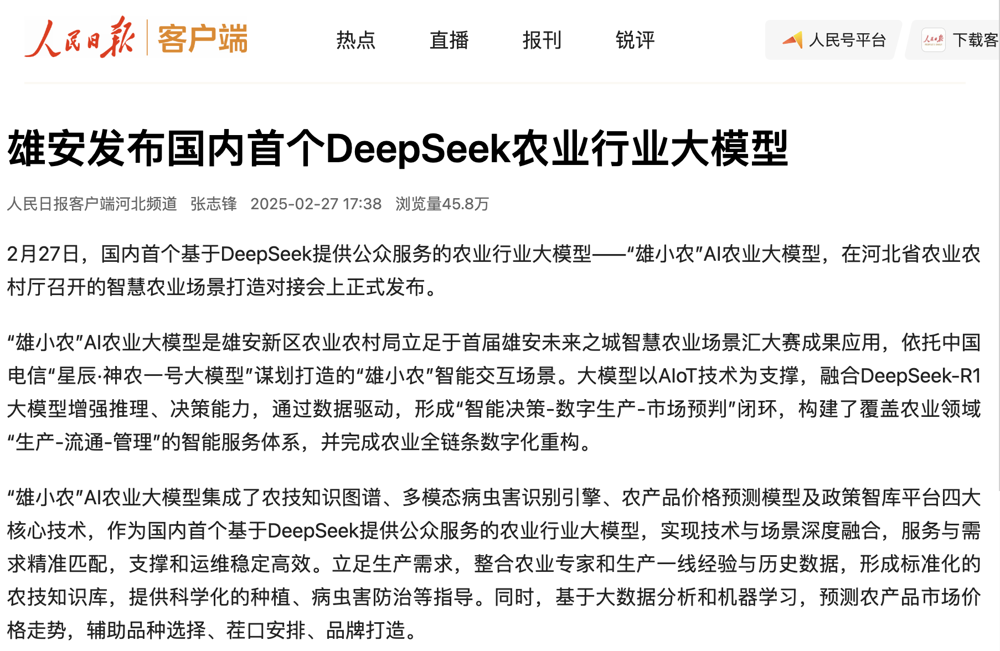 人民日报 客户端 热点 直播 报刊 锐评 人民号平台 人民日报 下载客
雄安发布国内首个DeepSeek农业行业大模型
人民日报客户端河北频道 张志锋 2025-02-27 17:38 浏览量45.8万
2月27日，国内首个基于DeepSeek提供公众服务的农业行业大模型——“雄小农”AI农业大模型，在河北省农业农
村厅召开的智慧农业场景打造对接会上正式发布。
“雄小农”AI农业大模型是雄安新区农业农村局立足于首届雄安未来之城智慧农业场景汇大赛成果应用，依托中国
电信“星辰·神农一号大模型”谋划打造的“雄小农”智能交互场景。大模型以AIoT技术为支撑，融合DeepSeek-R1
大模型增强推理、决策能力，通过数据驱动，形成“智能决策-数字生产-市场预判”闭环，构建了覆盖农业领域
“生产-流通-管理”的智能服务体系，并完成农业全链条数字化重构。
“雄小农”AI农业大模型集成了农技知识图谱、多模态病虫害识别引擎、农产品价格预测模型及政策智库平台四大
核心技术，作为国内首个基于DeepSeek提供公众服务的农业行业大模型，实现技术与场景深度融合，服务与需
求精准匹配，支撑和运维稳定高效。立足生产需求，整合农业专家和生产一线经验与历史数据，形成标准化的
农技知识库，提供科学化的种植、病虫害防治等指导。同时，基于大数据分析和机器学习，预测农产品市场价
格走势，辅助品种选择、茬口安排、品牌打造。